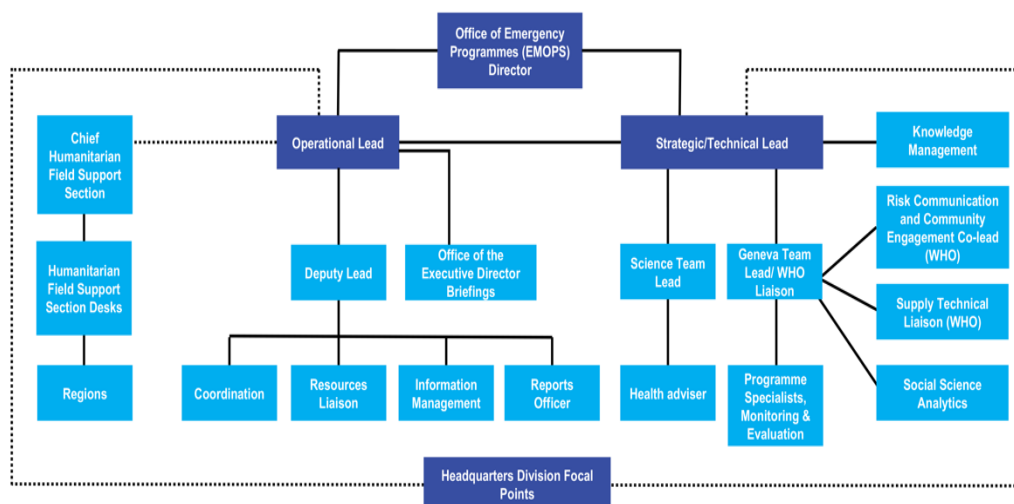 Office of Emergency
Programmes (EMOPS)
Director
Chief
Humanitarian
Field Support
Section
Operational Lead
Strategic/Technical Lead
Knowledge
Management
Humanitarian
Field Support
Section Desks
Deputy Lead
Office of the
Executive Director
Briefings
Science Team
Lead
Geneva Team
Lead/ WHO
Liaison
Risk Communication
and Community
Engagement Co-lead
(WHO)
Supply Technical
Liaison (WHO)
Regions
Coordination
Resources
Liaison
Information
Management
Reports
Officer
Health adviser
Programme
Specialists,
Monitoring &
Evaluation
Social Science
Analytics
Headquarters Division Focal
Points